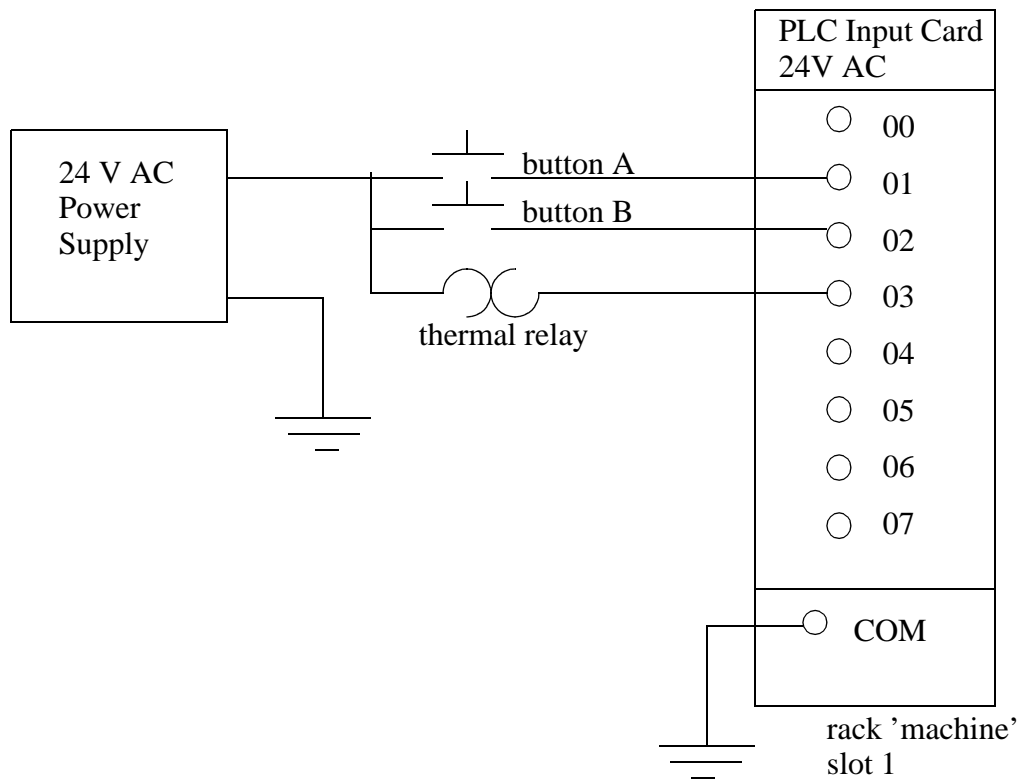 PLC Input Card
24V AC
24 V AC
Power
Supply
button A
button B
thermal relay
00
01
02
03
04
05
06
07
COM
rack ’machine’
slot 1